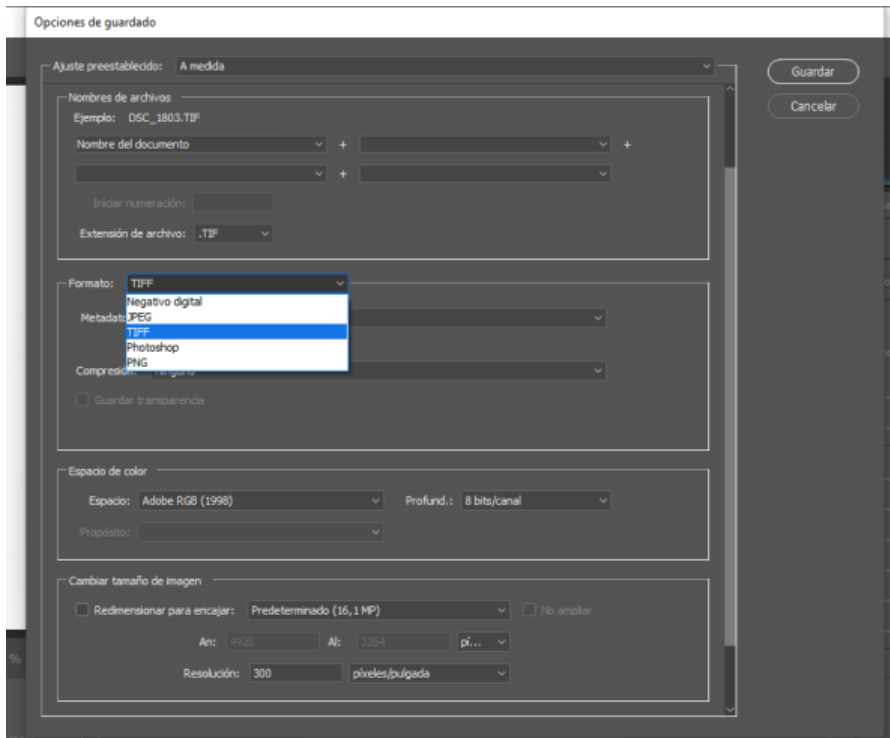 Opciones de guardado
Ajuste preestablecido: A medida
Guardar
Cancelar
Nombres de archivos
Ejemplo: DSC_1803.TIF
Nombre del documento +  +
+
Iniciar numeración:
Extensión de archivo: .TIF
Formato: TIFF
Negativo digital
JPEG
TIFF
Photoshop
PNG
Metadat
Compresión: Ninguno
Guardar transparencia
Espacio de color
Espacio: Adobe RGB (1998) Profund.: 8 bits/canal
Propósito:
Cambiar tamaño de imagen
Redimensionar para encajar: Predeterminado (16,1 MP) No ampliar
An: 4928 Al: 3264 pí...
%
Resolución: 300 píxeles/pulgada